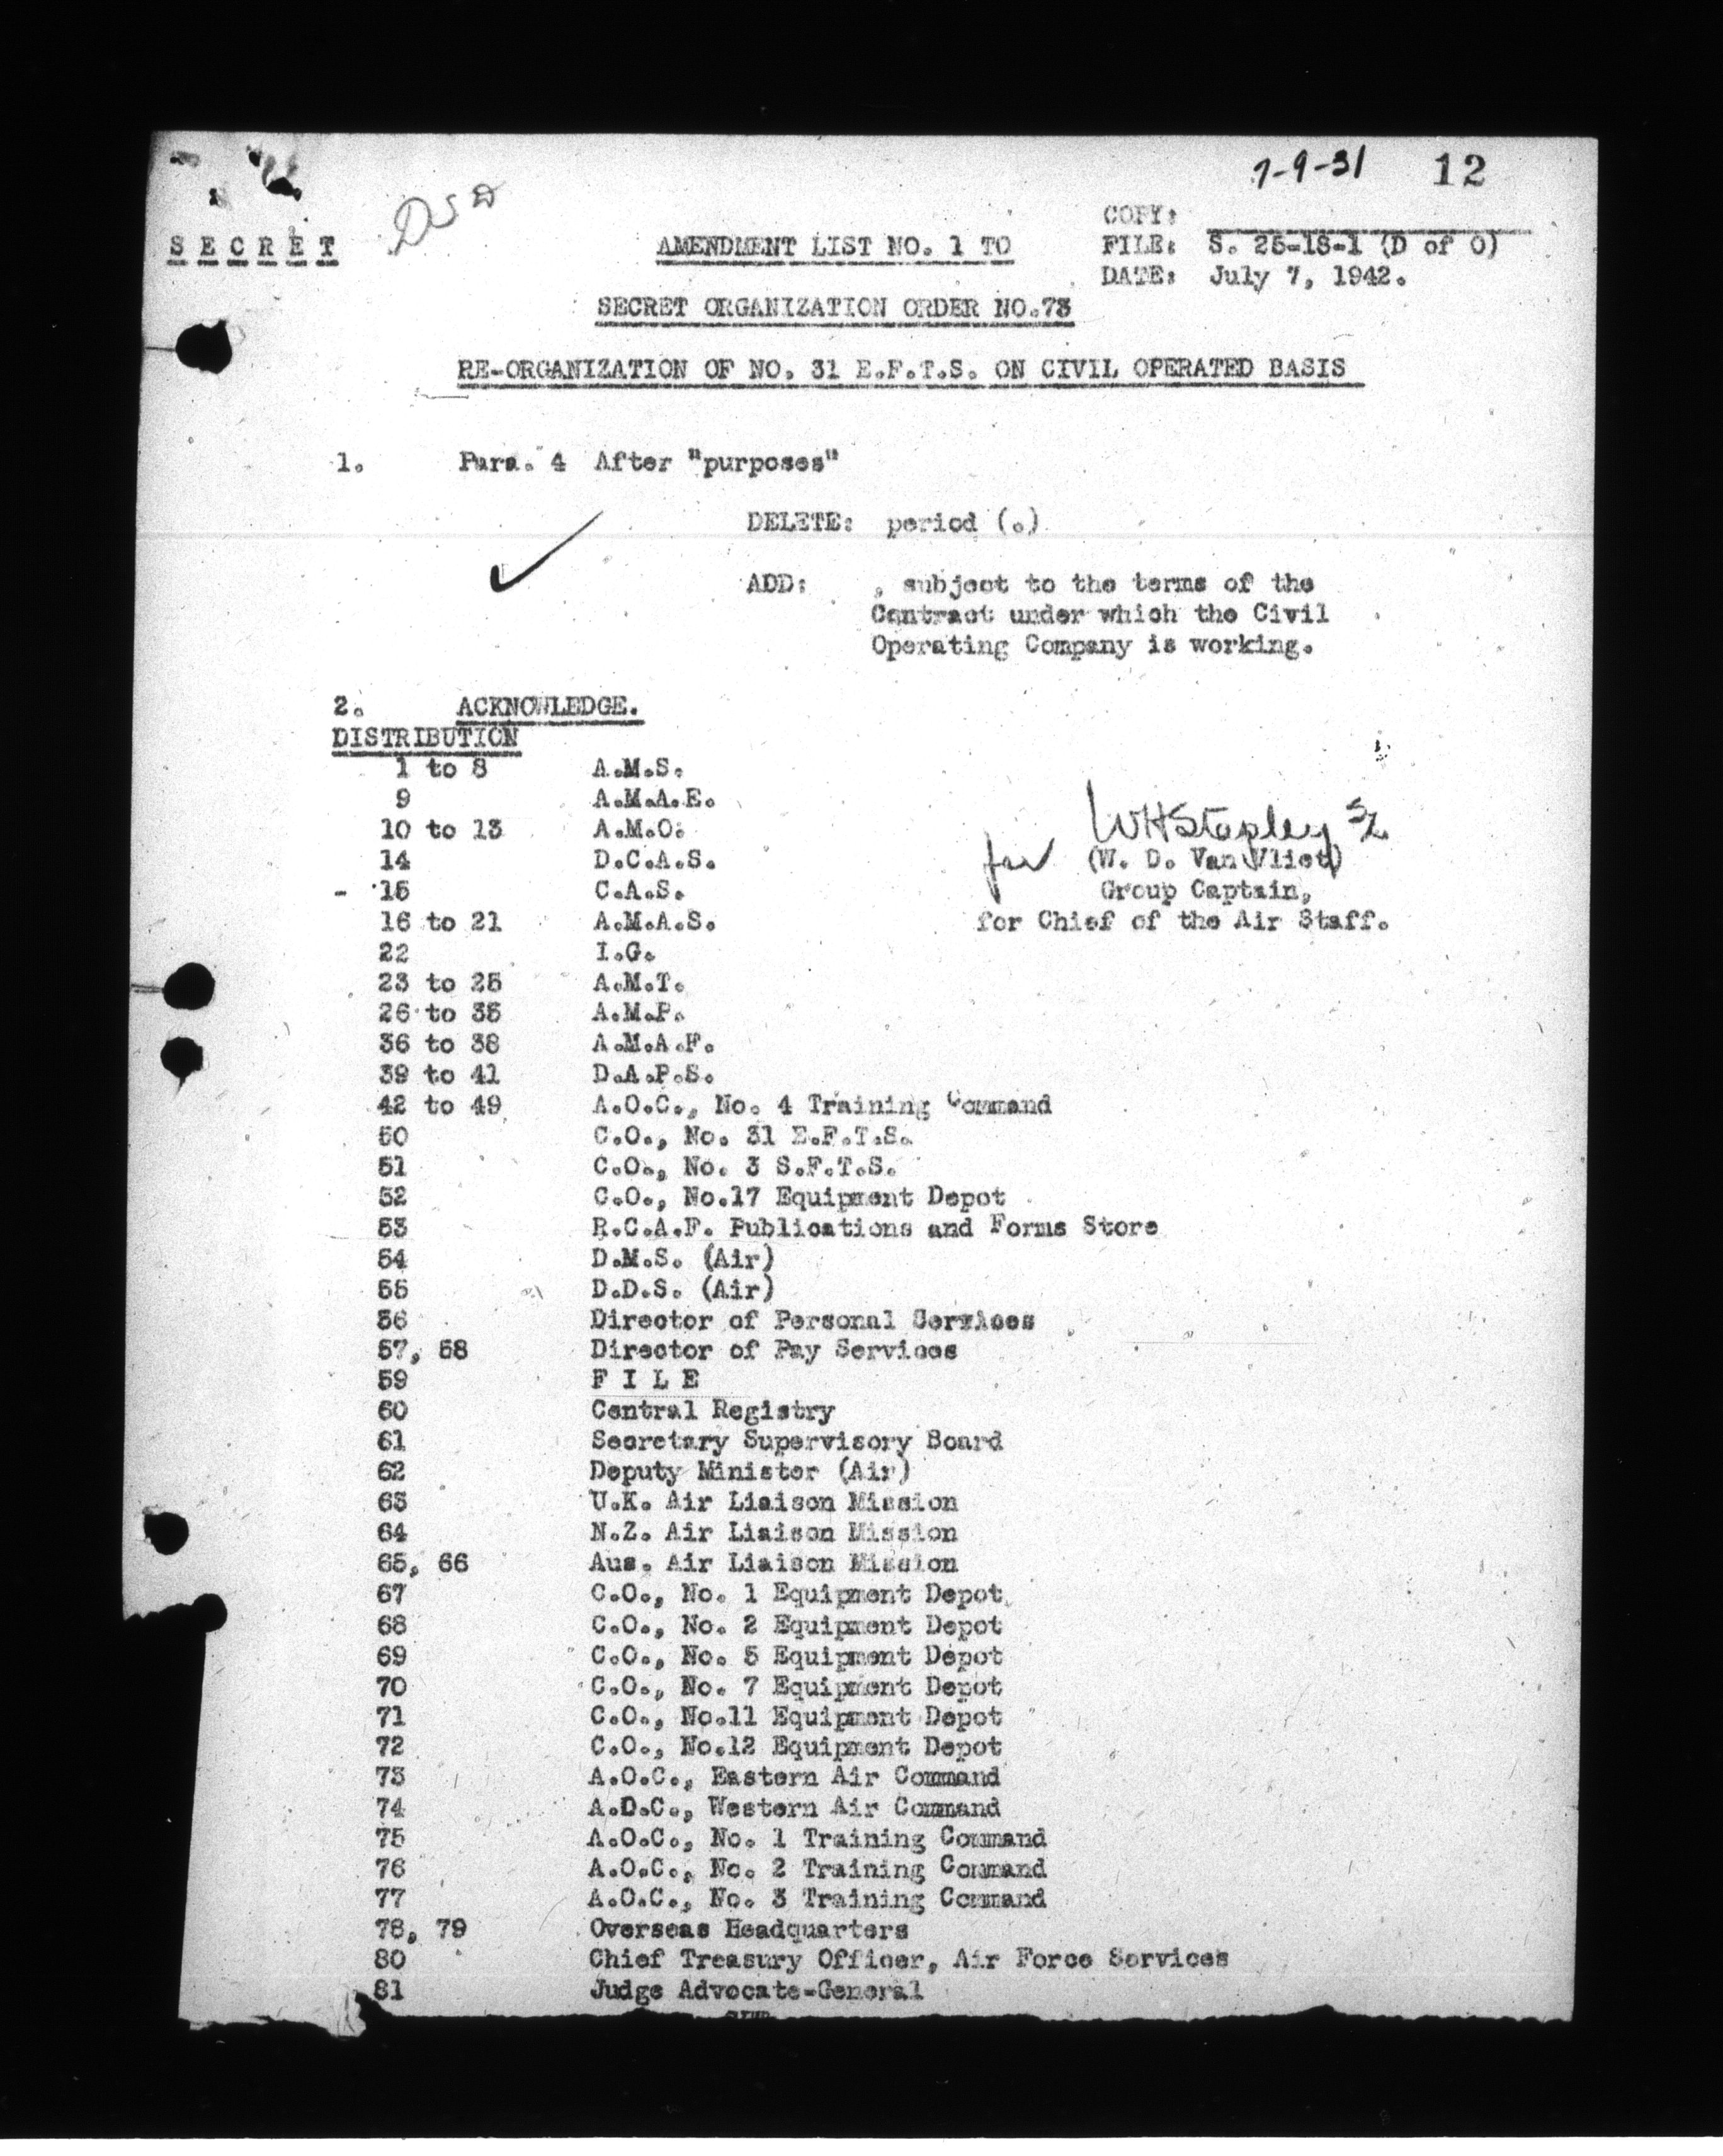 7-9-31 12
DSD
COPY:
SECRET AMENDMENT LIST NO. 1 TO FILE: S. 25-18-1 (D of O)
DATE: July 7, 1942.
SECRET ORGANIZATION ORDER NO.73
RE-ORGANIZATION OF NO. 31 E.F.T.S. ON CIVIL OPERATED BASIS
1. Para. 4 After "purposes"
DELETE: period (.)
ADD: , subject to the terms of the
Contract under which the Civil
Operating Company is working.
2. ACKNOWLEDGE.
DISTRIBUTION
1 to 8 A.M.S.
9 A.M.A.E.
10 to 13 A.M.O. WHStapley S/L
14 D.C.A.S. for (W. D. Van Vliet)
- 15 C.A.S. Group Captain,
16 to 21 A.M.A.S. for Chief of the Air Staff.
22 I.G.
23 to 25 A.M.T.
26 to 35 A.M.P.
36 to 38 A.M.A.F.
39 to 41 D.A.P.S.
42 to 49 A.O.C., No. 4 Training Command
50 C.O., No. 31 E.F.T.S.
51 C.O., No. 3 S.F.T.S.
52 C.O., No.17 Equipment Depot
53 R.C.A.F. Publications and Forms Store
54 D.M.S. (Air)
55 D.D.S. (Air)
56 Director of Personal Services
57, 58 Director of Pay Services
59 F I L E
60 Central Registry
61 Secretary Supervisory Board
62 Deputy Minister (Air)
63 U.K. Air Liaison Mission
64 N.Z. Air Liaison Mission
65, 66 Aus. Air Liaison Mission
67 C.O., No. 1 Equipment Depot
68 C.O., No. 2 Equipment Depot
69 C.O., No. 5 Equipment Depot
70 C.O., No. 7 Equipment Depot
71 C.O., No.11 Equipment Depot
72 C.O., No.12 Equipment Depot
73 A.O.C., Eastern Air Command
74 A.O.C., Western Air Command
75 A.O.C., No. 1 Training Command
76 A.O.C., No. 2 Training Command
77 A.O.C., No. 3 Training Command
78, 79 Overseas Headquarters
80 Chief Treasury Officer, Air Force Services
81 Judge Advocate-General